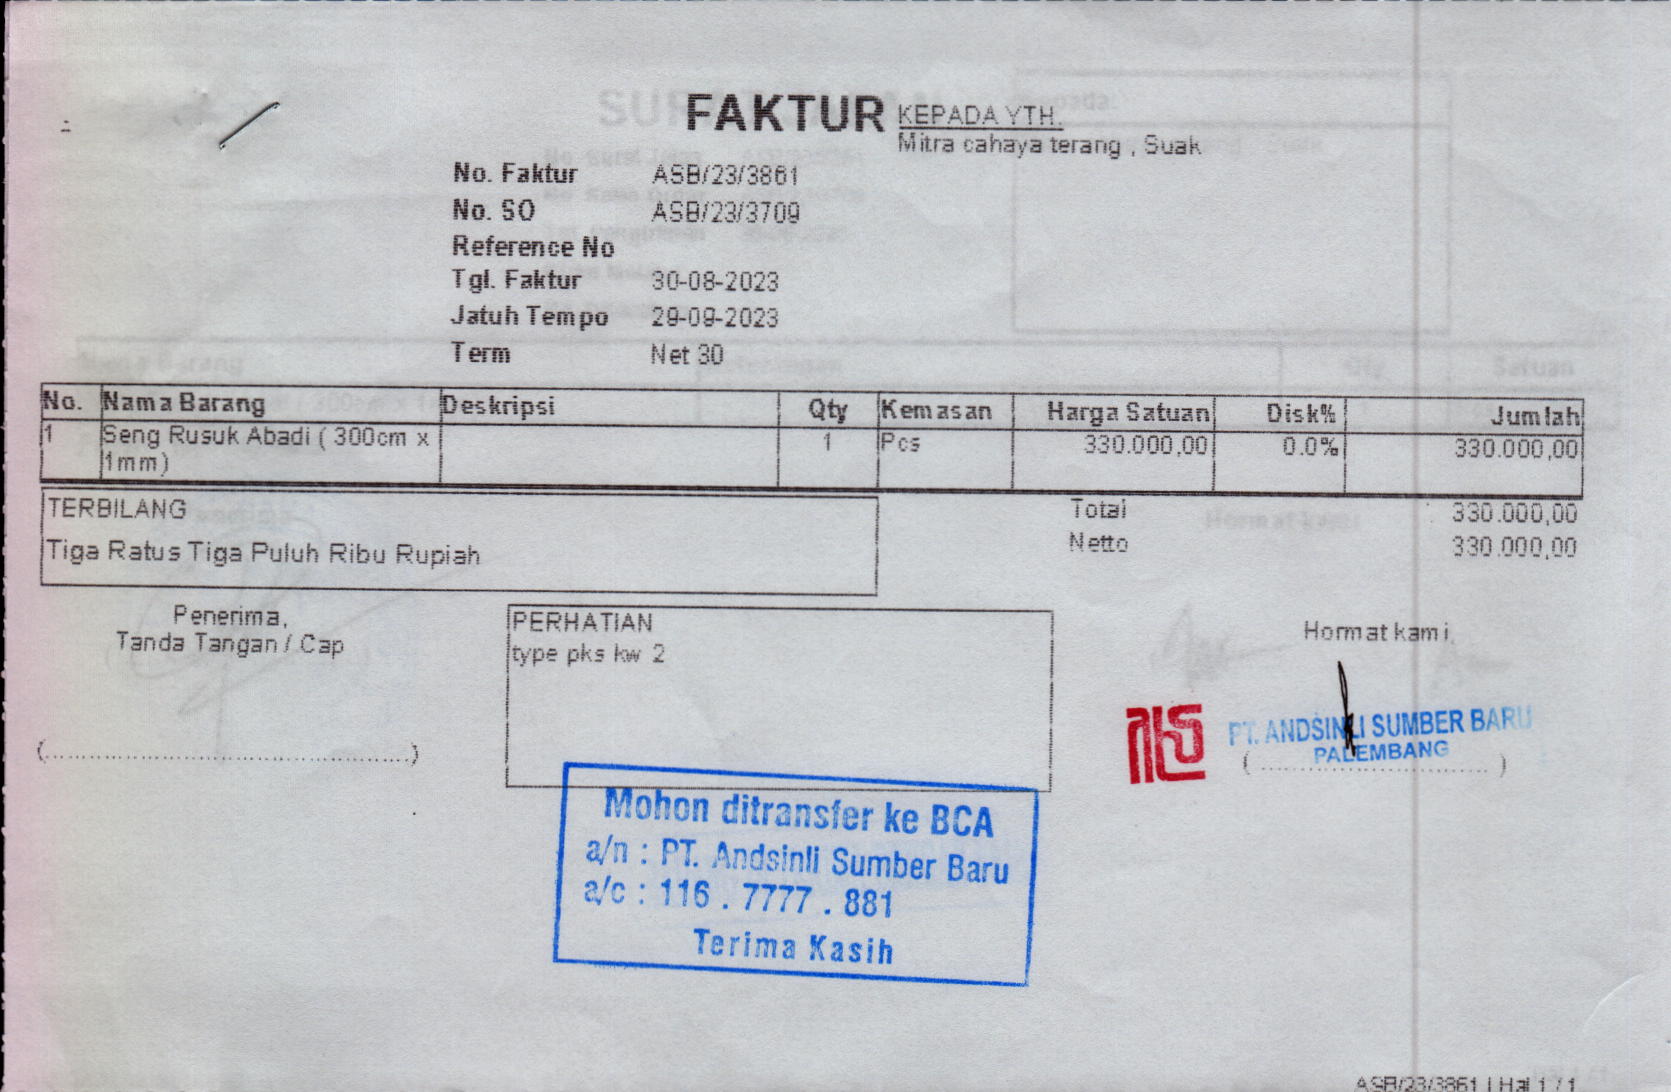 FAKTUR
KEPADA YTH.
Mitra cahaya terang , Suak
No. Faktur ASB/23/3861
No. SO ASB/23/3709
Reference No
Tgl. Faktur 30-08-2023
Jatuh Tempo 29-09-2023
Term Net 30
No. Nama Barang Deskripsi Qty Kemasan Harga Satuan Disk% Jumlah
1 Seng Rusuk Abadi ( 300cm x 1 Pcs 330.000,00 0.0% 330.000,00
1mm)
TERBILANG
Tiga Ratus Tiga Puluh Ribu Rupiah
Total 330.000,00
Netto 330.000,00
Penerima,
Tanda Tangan / Cap
(..........................................)
PERHATIAN
type pks kw 2
Hormat kami,
PT. ANDSINLI SUMBER BARU
PALEMBANG
(..............................)
Mohon ditransfer ke BCA
a/n : PT. Andsinli Sumber Baru
a/c : 116 . 7777 . 881
Terima Kasih
ASB/23/3861 | Hal 1 / 1